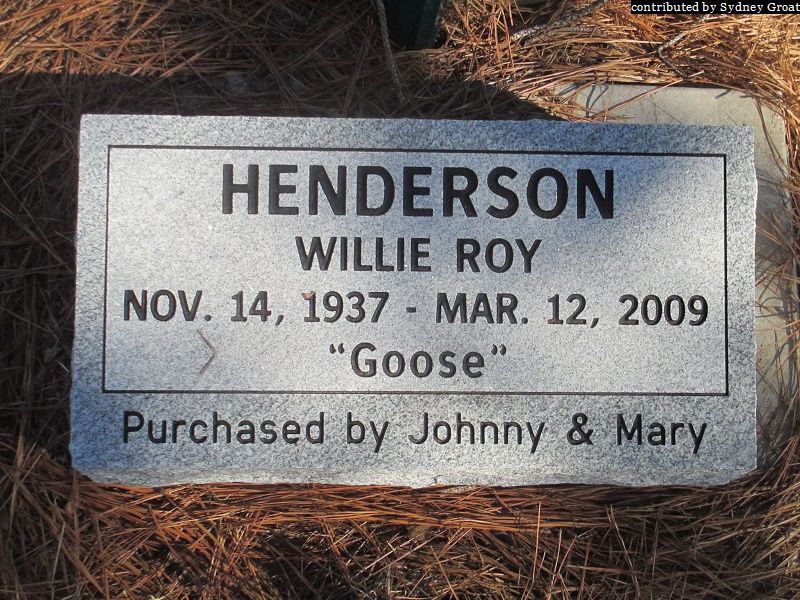 contributed by Sydney Groat
HENDERSON
WILLIE ROY
NOV. 14, 1937 - MAR. 12, 2009
“Goose”
Purchased by Johnny & Mary